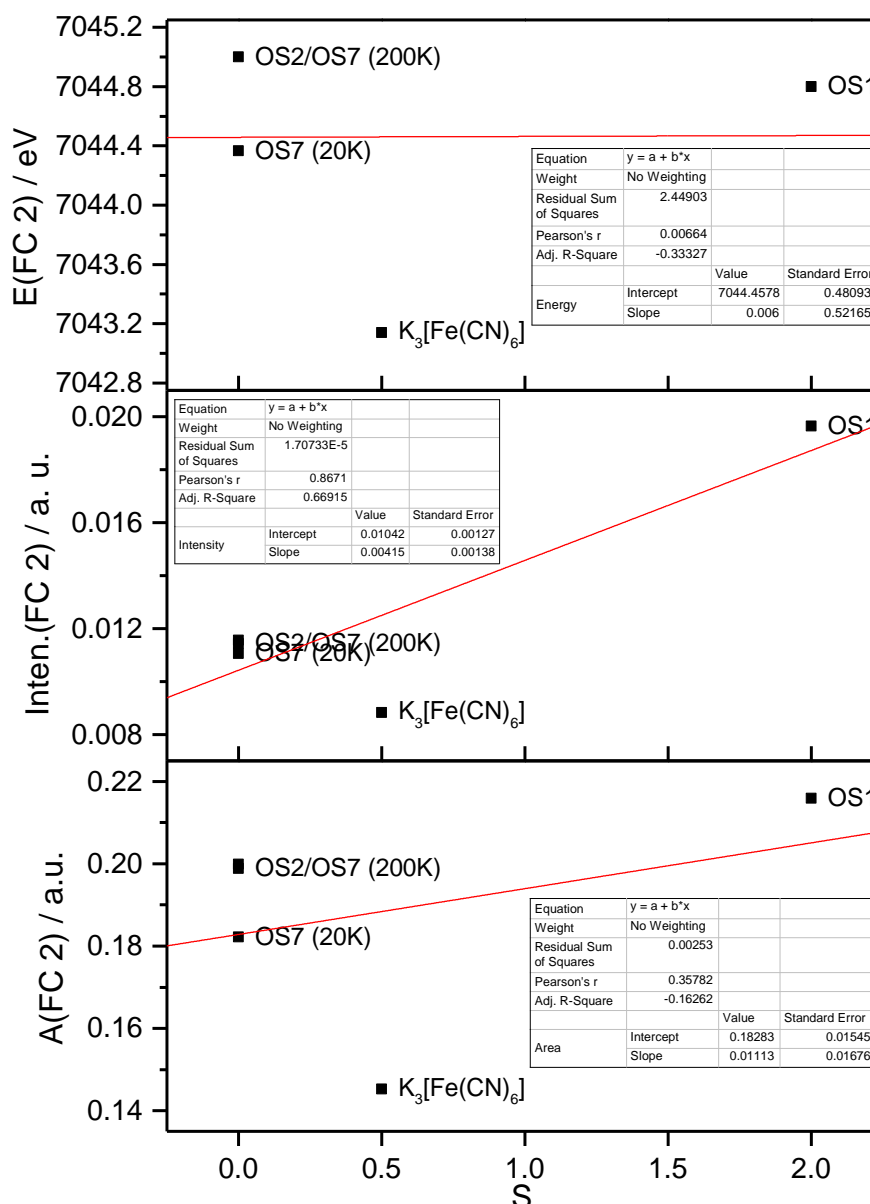 E(FC 2) / eV
7045.2
7044.8
7044.4
7044.0
7043.6
7043.2
7042.8
OS2/OS7 (200K)
OS1
OS7 (20K)
K3[Fe(CN)6]
Equation y = a + b*x
Weight No Weighting
Residual Sum of Squares 2.44903
Pearson's r 0.00664
Adj. R-Square -0.33327
Value Standard Error
Energy Intercept 7044.4578 0.48093
Slope 0.006 0.52165
Inten.(FC 2) / a. u.
0.020
0.016
0.012
0.008
Equation y = a + b*x
Weight No Weighting
Residual Sum of Squares 1.70733E-5
Pearson's r 0.8671
Adj. R-Square 0.66915
Value Standard Error
Intensity Intercept 0.01042 0.00127
Slope 0.00415 0.00138
OS1
OS2/OS7 (200K)
OS7 (20K)
K3[Fe(CN)6]
A(FC 2) / a.u.
0.22
0.20
0.18
0.16
0.14
OS1
OS2/OS7 (200K)
OS7 (20K)
K3[Fe(CN)6]
Equation y = a + b*x
Weight No Weighting
Residual Sum of Squares 0.00253
Pearson's r 0.35782
Adj. R-Square -0.16262
Value Standard Error
Area Intercept 0.18283 0.01545
Slope 0.01113 0.01676
0.0 0.5 1.0 1.5 2.0
S